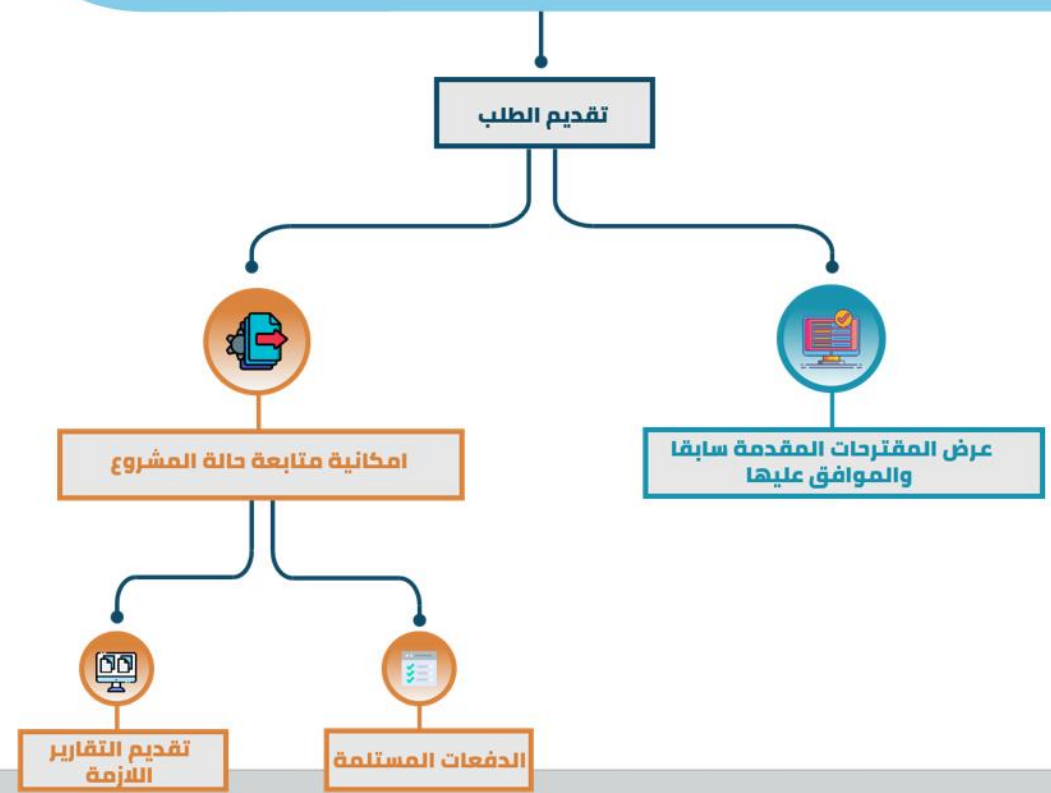 تقديم الطلب
عرض المقترحات المقدمة سابقا
والموافق عليها
امكانية متابعة حالة المشروع
الدفعات المستلمة
تقديم التقارير
اللازمة